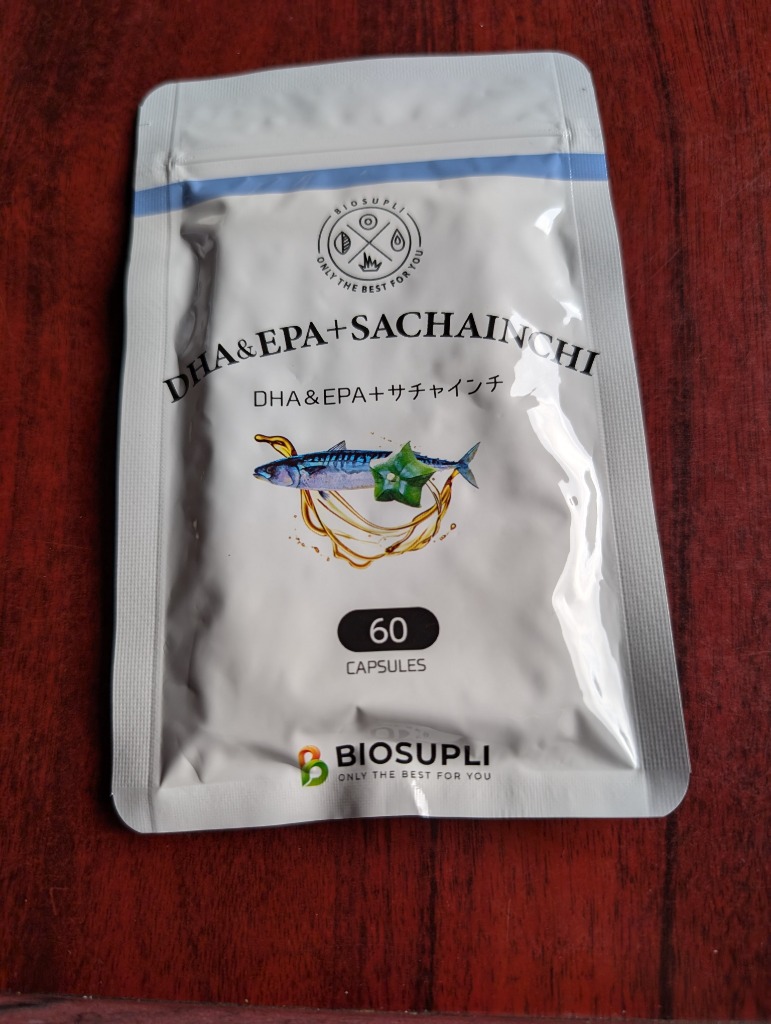 BIOSUPLI
ONLY THE BEST FOR YOU
DHA&EPA+SACHAINCHI
DHA&EPA+サチャインチ
60
CAPSULES
BIOSUPLI
ONLY THE BEST FOR YOU